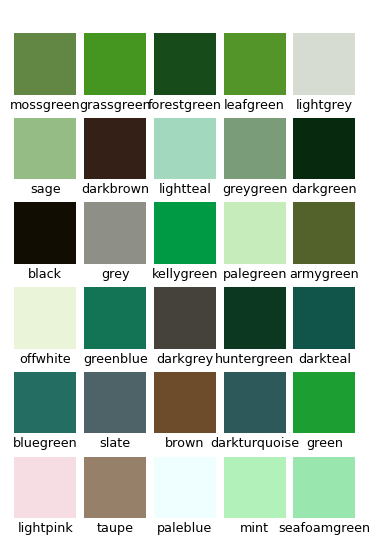 mossgreen grassgreen forestgreen leafgreen lightgrey
sage darkbrown lightteal greygreen darkgreen
black grey kellygreen palegreen armygreen
offwhite greenblue darkgrey huntergreen darkteal
bluegreen slate brown darkturquoise green
lightpink taupe paleblue mint seafoamgreen